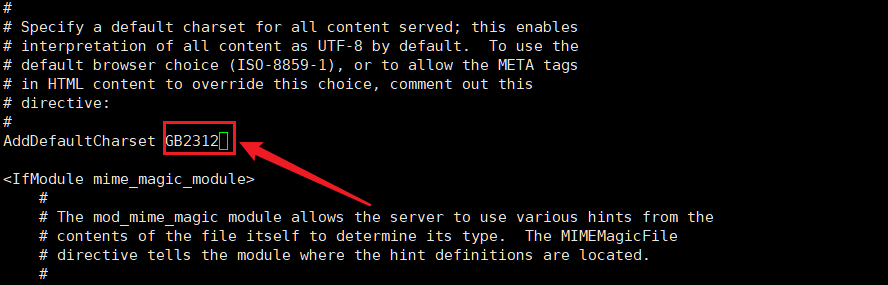 #
# Specify a default charset for all content served; this enables
# interpretation of all content as UTF-8 by default.  To use the
# default browser choice (ISO-8859-1), or to allow the META tags
# in HTML content to override this choice, comment out this
# directive:
#
AddDefaultCharset GB2312
<IfModule mime_magic_module>
    #
    # The mod_mime_magic module allows the server to use various hints from the
    # contents of the file itself to determine its type.  The MIMEMagicFile
    # directive tells the module where the hint definitions are located.
    #